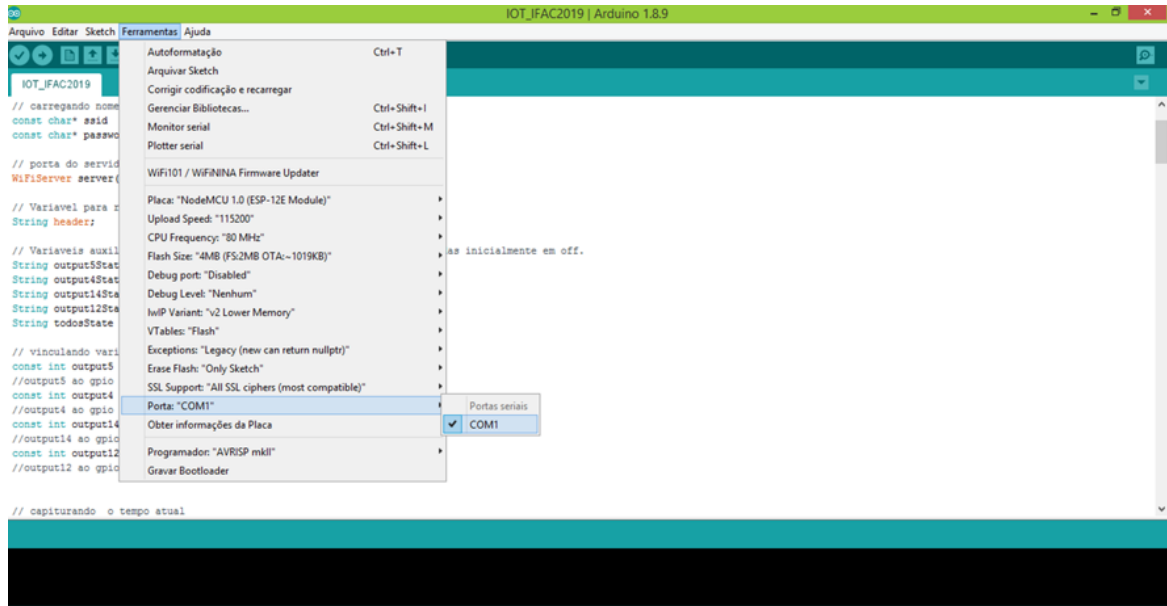 IOT_IFAC2019 | Arduino 1.8.9
Arquivo Editar Sketch Ferramentas Ajuda
IOT_IFAC2019
Autoformatação Ctrl+T
Arquivar Sketch
Corrigir codificação e recarregar
Gerenciar Bibliotecas... Ctrl+Shift+I
Monitor serial Ctrl+Shift+M
Plotter serial Ctrl+Shift+L
WiFi101 / WiFiNINA Firmware Updater
Placa: "NodeMCU 1.0 (ESP-12E Module)"
Upload Speed: "115200"
CPU Frequency: "80 MHz"
Flash Size: "4MB (FS:2MB OTA:~1019KB)"
Debug port: "Disabled"
Debug Level: "Nenhum"
lwIP Variant: "v2 Lower Memory"
VTables: "Flash"
Exceptions: "Legacy (new can return nullptr)"
Erase Flash: "Only Sketch"
SSL Support: "All SSL ciphers (most compatible)"
Porta: "COM1"
Obter informações da Placa
Programador: "AVRISP mkII"
Gravar Bootloader
Portas seriais
COM1
// carregando nome
const char* ssid
const char* passwo
// porta do servid
WiFiServer server(
// Variavel para r
String header;
// Variaveis auxil
as inicialmente em off.
String output5Stat
String output4Stat
String output14Sta
String output12Sta
String todosState
// vinculando vari
const int output5
//output5 ao gpio
const int output4
//output4 ao gpio
const int output14
//output14 ao gpio
const int output12
//output12 ao gpio
// capiturando o tempo atual